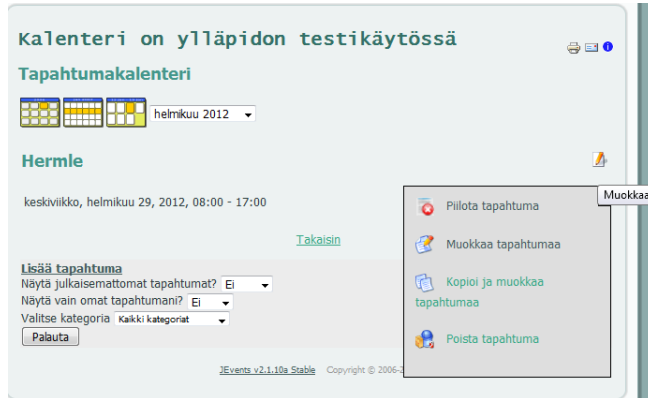 Kalenteri on ylläpidon testikäytössä
Tapahtumakalenteri
helmikuu 2012
Hermle
Muokkaa
keskiviikko, helmikuu 29, 2012, 08:00 - 17:00
Piilota tapahtuma
Takaisin
Muokkaa tapahtumaa
Lisää tapahtuma
Näytä julkaisemattomat tapahtumat? Ei
Näytä vain omat tapahtumani? Ei
Valitse kategoria Kaikki kategoriat
Palauta
Kopioi ja muokkaa
tapahtumaa
Poista tapahtuma
JEvents v2.1.10a Stable Copyright © 2006-2